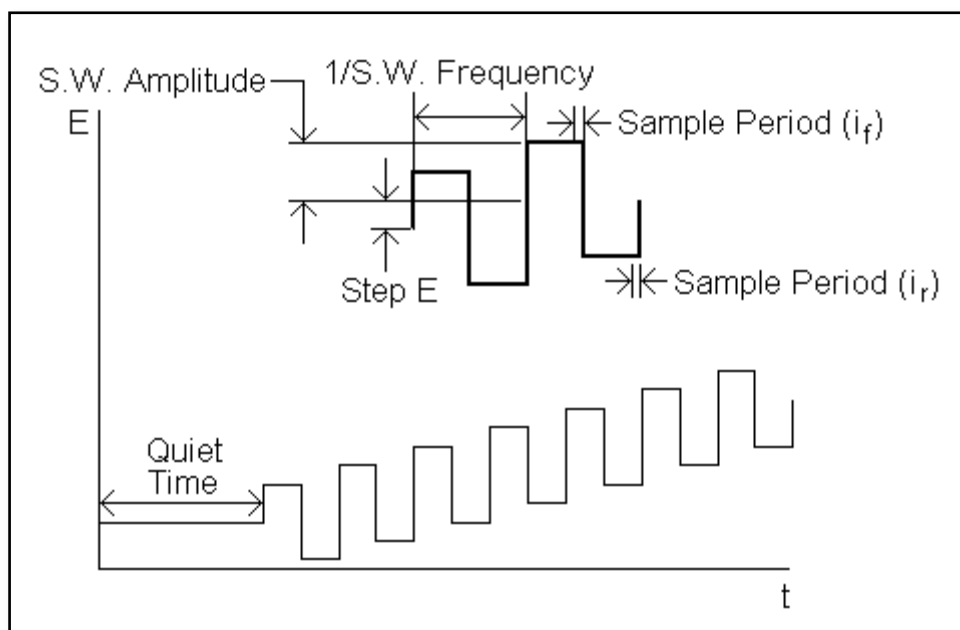 1/S.W. Frequency
S.W. Amplitude
E
Sample Period (if)
Step E
Sample Period (ir)
Quiet
Time
t